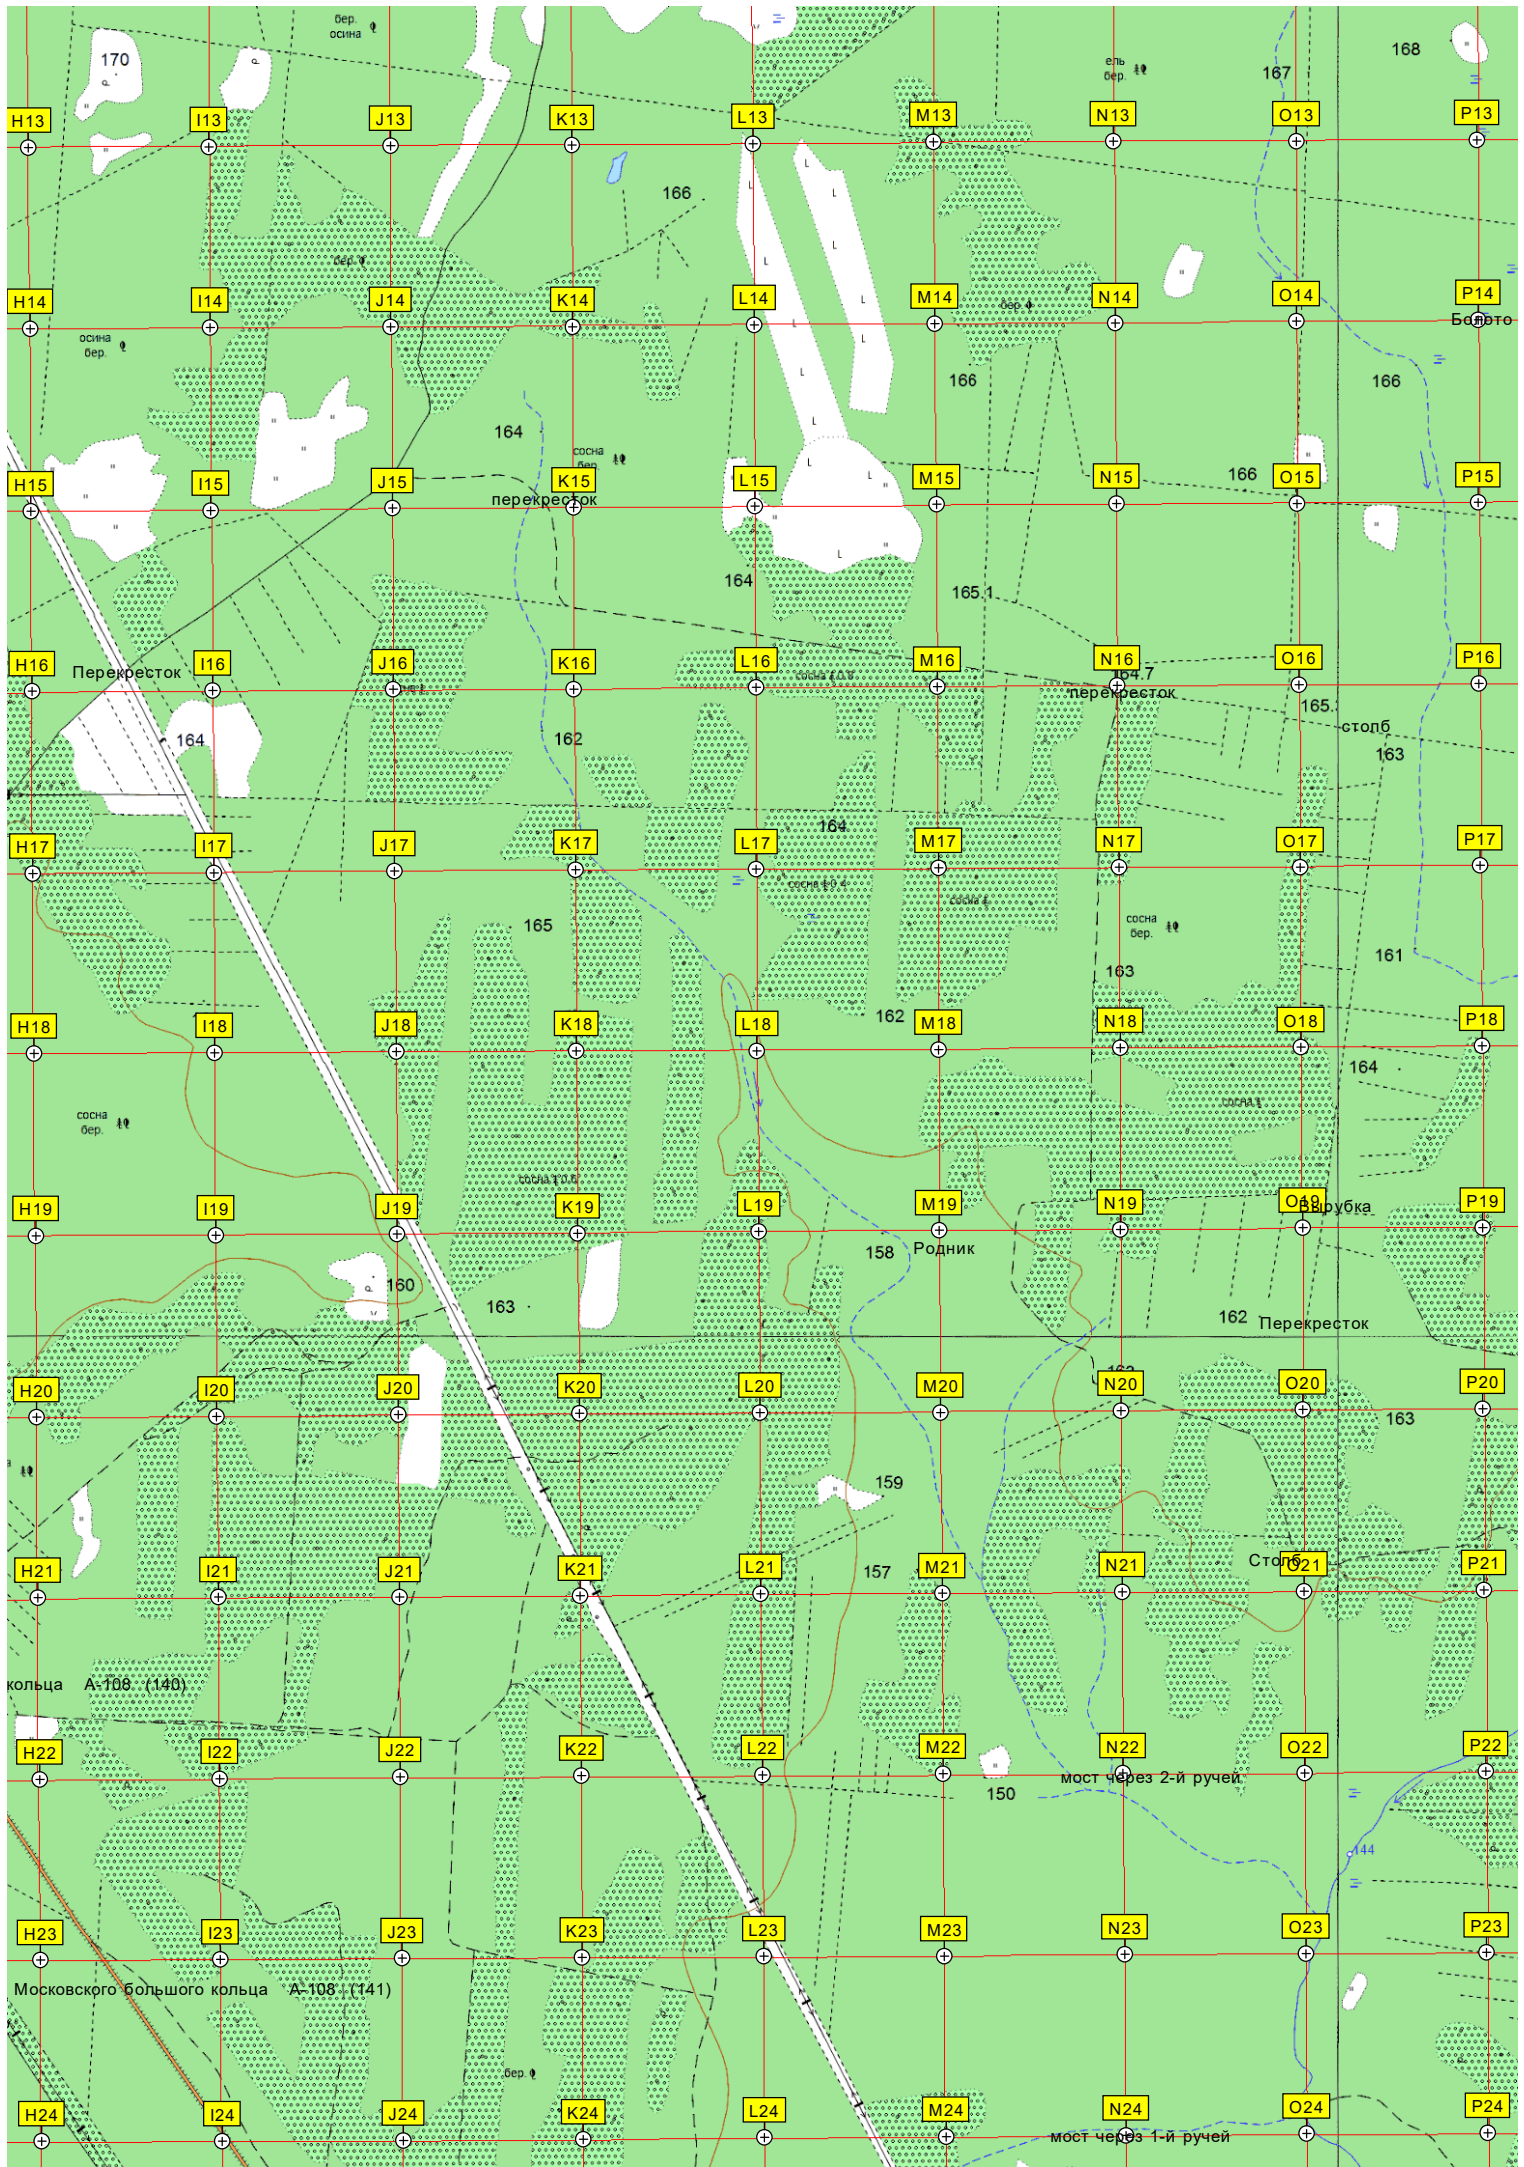 бер.
осина
170
ель
бер.
167
168
H13
I13
J13
K13
L13
M13
N13
O13
P13
166
бер.
H14
I14
J14
K14
L14
M14
бер.
N14
O14
P14
Болото
осина
бер.
166
166
164
сосна
бер.
H15
I15
J15
K15
L15
M15
N15
166
O15
P15
перекресток
164
165.1
H16
Перекресток
I16
J16
K16
L16
M16
N16
O16
P16
164.7
перекресток
165.
столб
164
162
163
164
H17
I17
J17
K17
L17
M17
N17
O17
P17
сосна
сосна
165
сосна
бер.
163
161
H18
I18
J18
K18
L18
162
M18
N18
O18
P18
164
сосна
бер.
сосна
сосна
H19
I19
J19
K19
L19
M19
N19
O19
Вырубка
P19
158
Родник
160
163
162
Перекресток
H20
I20
J20
K20
L20
M20
N20
O20
P20
163
159
157
H21
I21
J21
K21
L21
M21
N21
Столб
O21
P21
кольца А-108 (140)
H22
I22
J22
K22
L22
M22
N22
O22
P22
мост через 2-й ручей
150
144
H23
I23
J23
K23
L23
M23
N23
O23
P23
Московского большого кольца А-108 (141)
бер.
H24
I24
J24
K24
L24
M24
N24
O24
P24
мост через 1-й ручей